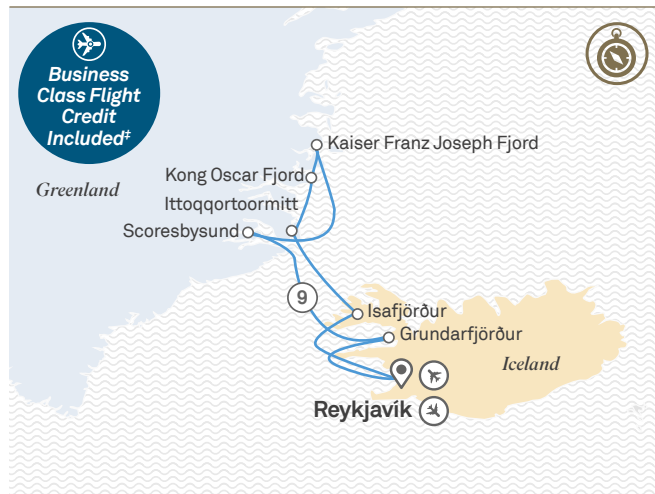 Business
Class Flight
Credit
Included‡
Kaiser Franz Joseph Fjord
Kong Oscar Fjord
Greenland
Ittoqqortoormitt
Scoresbysund
9
Isafjörður
Grundarfjörður
Iceland
Reykjavík